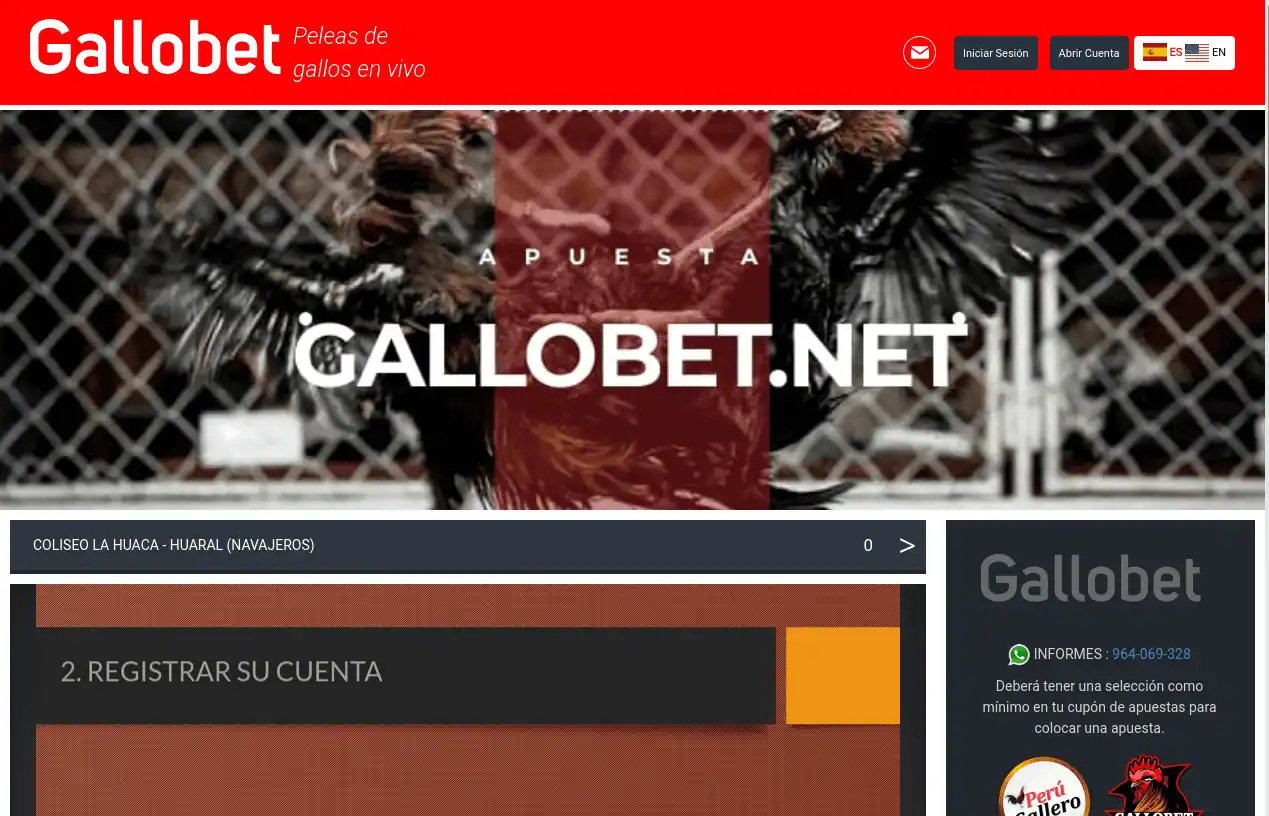 Gallobet
Peleas de
gallos en vivo
Iniciar Sesión
Abrir Cuenta
ES EN
APUESTA
GALLOBET.NET
COLISEO LA HUACA - HUARAL (NAVAJEROS)
0 >
2. REGISTRAR SU CUENTA
Gallobet
INFORMES : 964-069-328
Deberá tener una selección como
mínimo en tu cupón de apuestas para
colocar una apuesta.
Perú
Gallero
GALLOBET